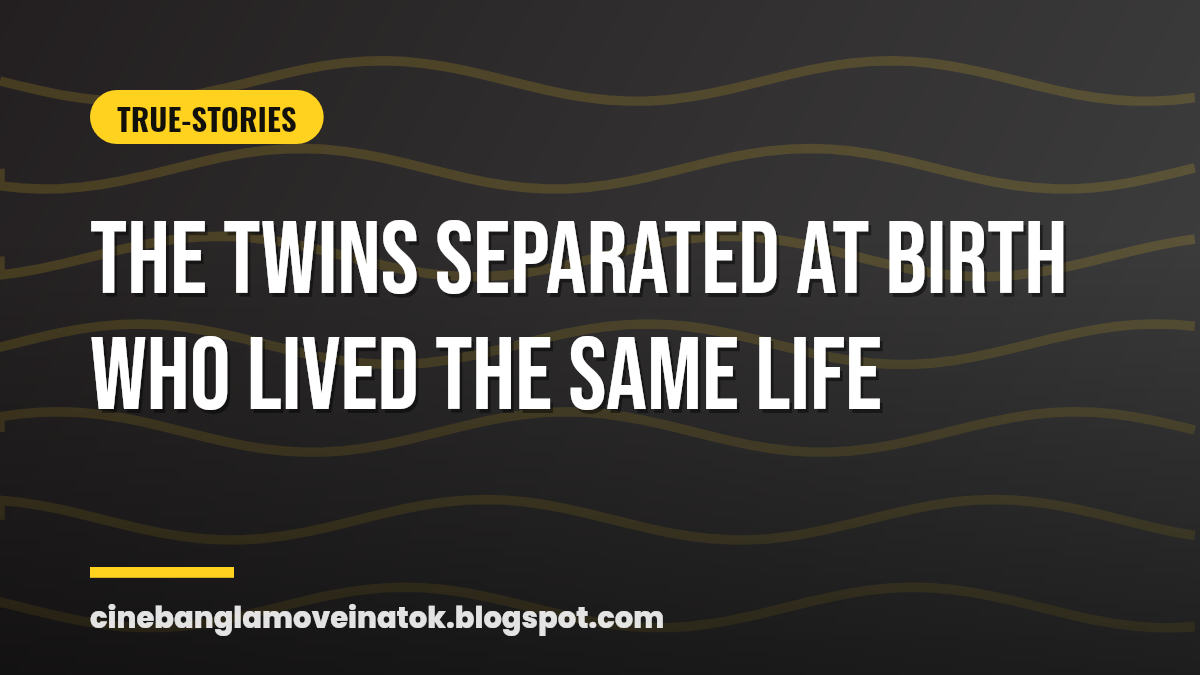 TRUE-STORIES
THE TWINS SEPARATED AT BIRTH
WHO LIVED THE SAME LIFE
cinebanglamoveinatok.blogspot.com